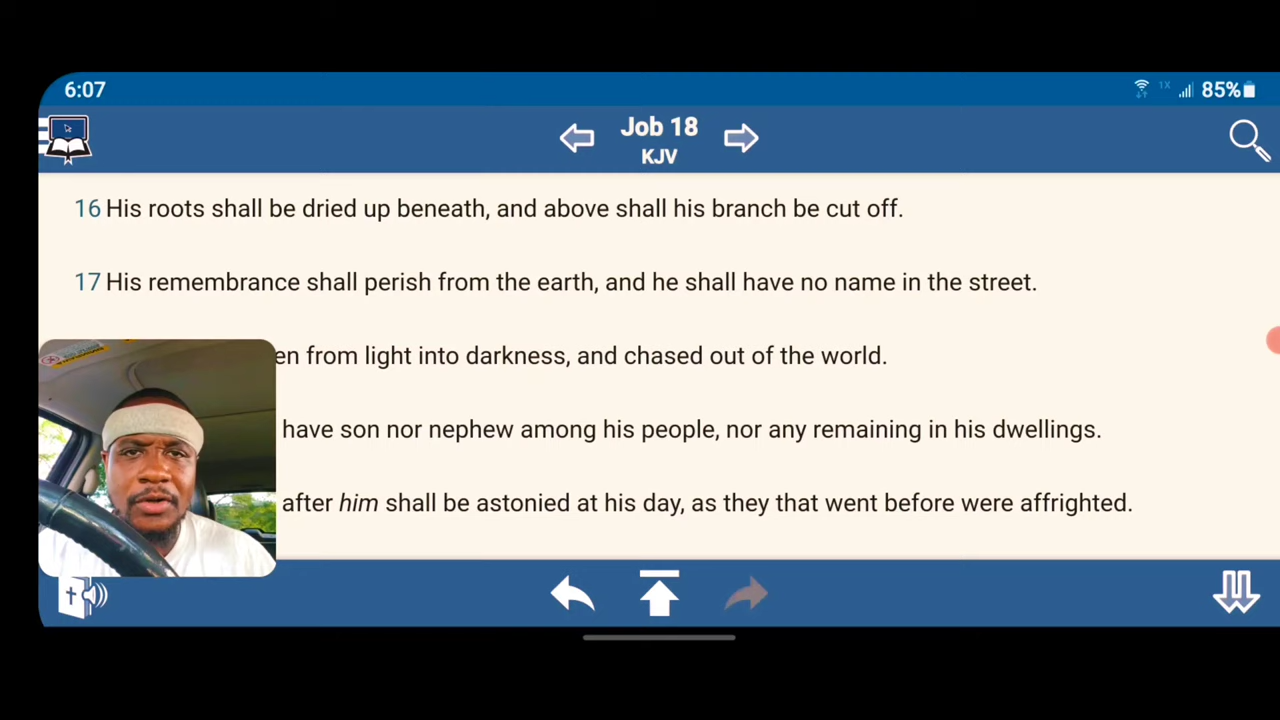 6:07
1X 85%
Job 18
KJV
16 His roots shall be dried up beneath, and above shall his branch be cut off.
17 His remembrance shall perish from the earth, and he shall have no name in the street.
en from light into darkness, and chased out of the world.
have son nor nephew among his people, nor any remaining in his dwellings.
after him shall be astonied at his day, as they that went before were affrighted.